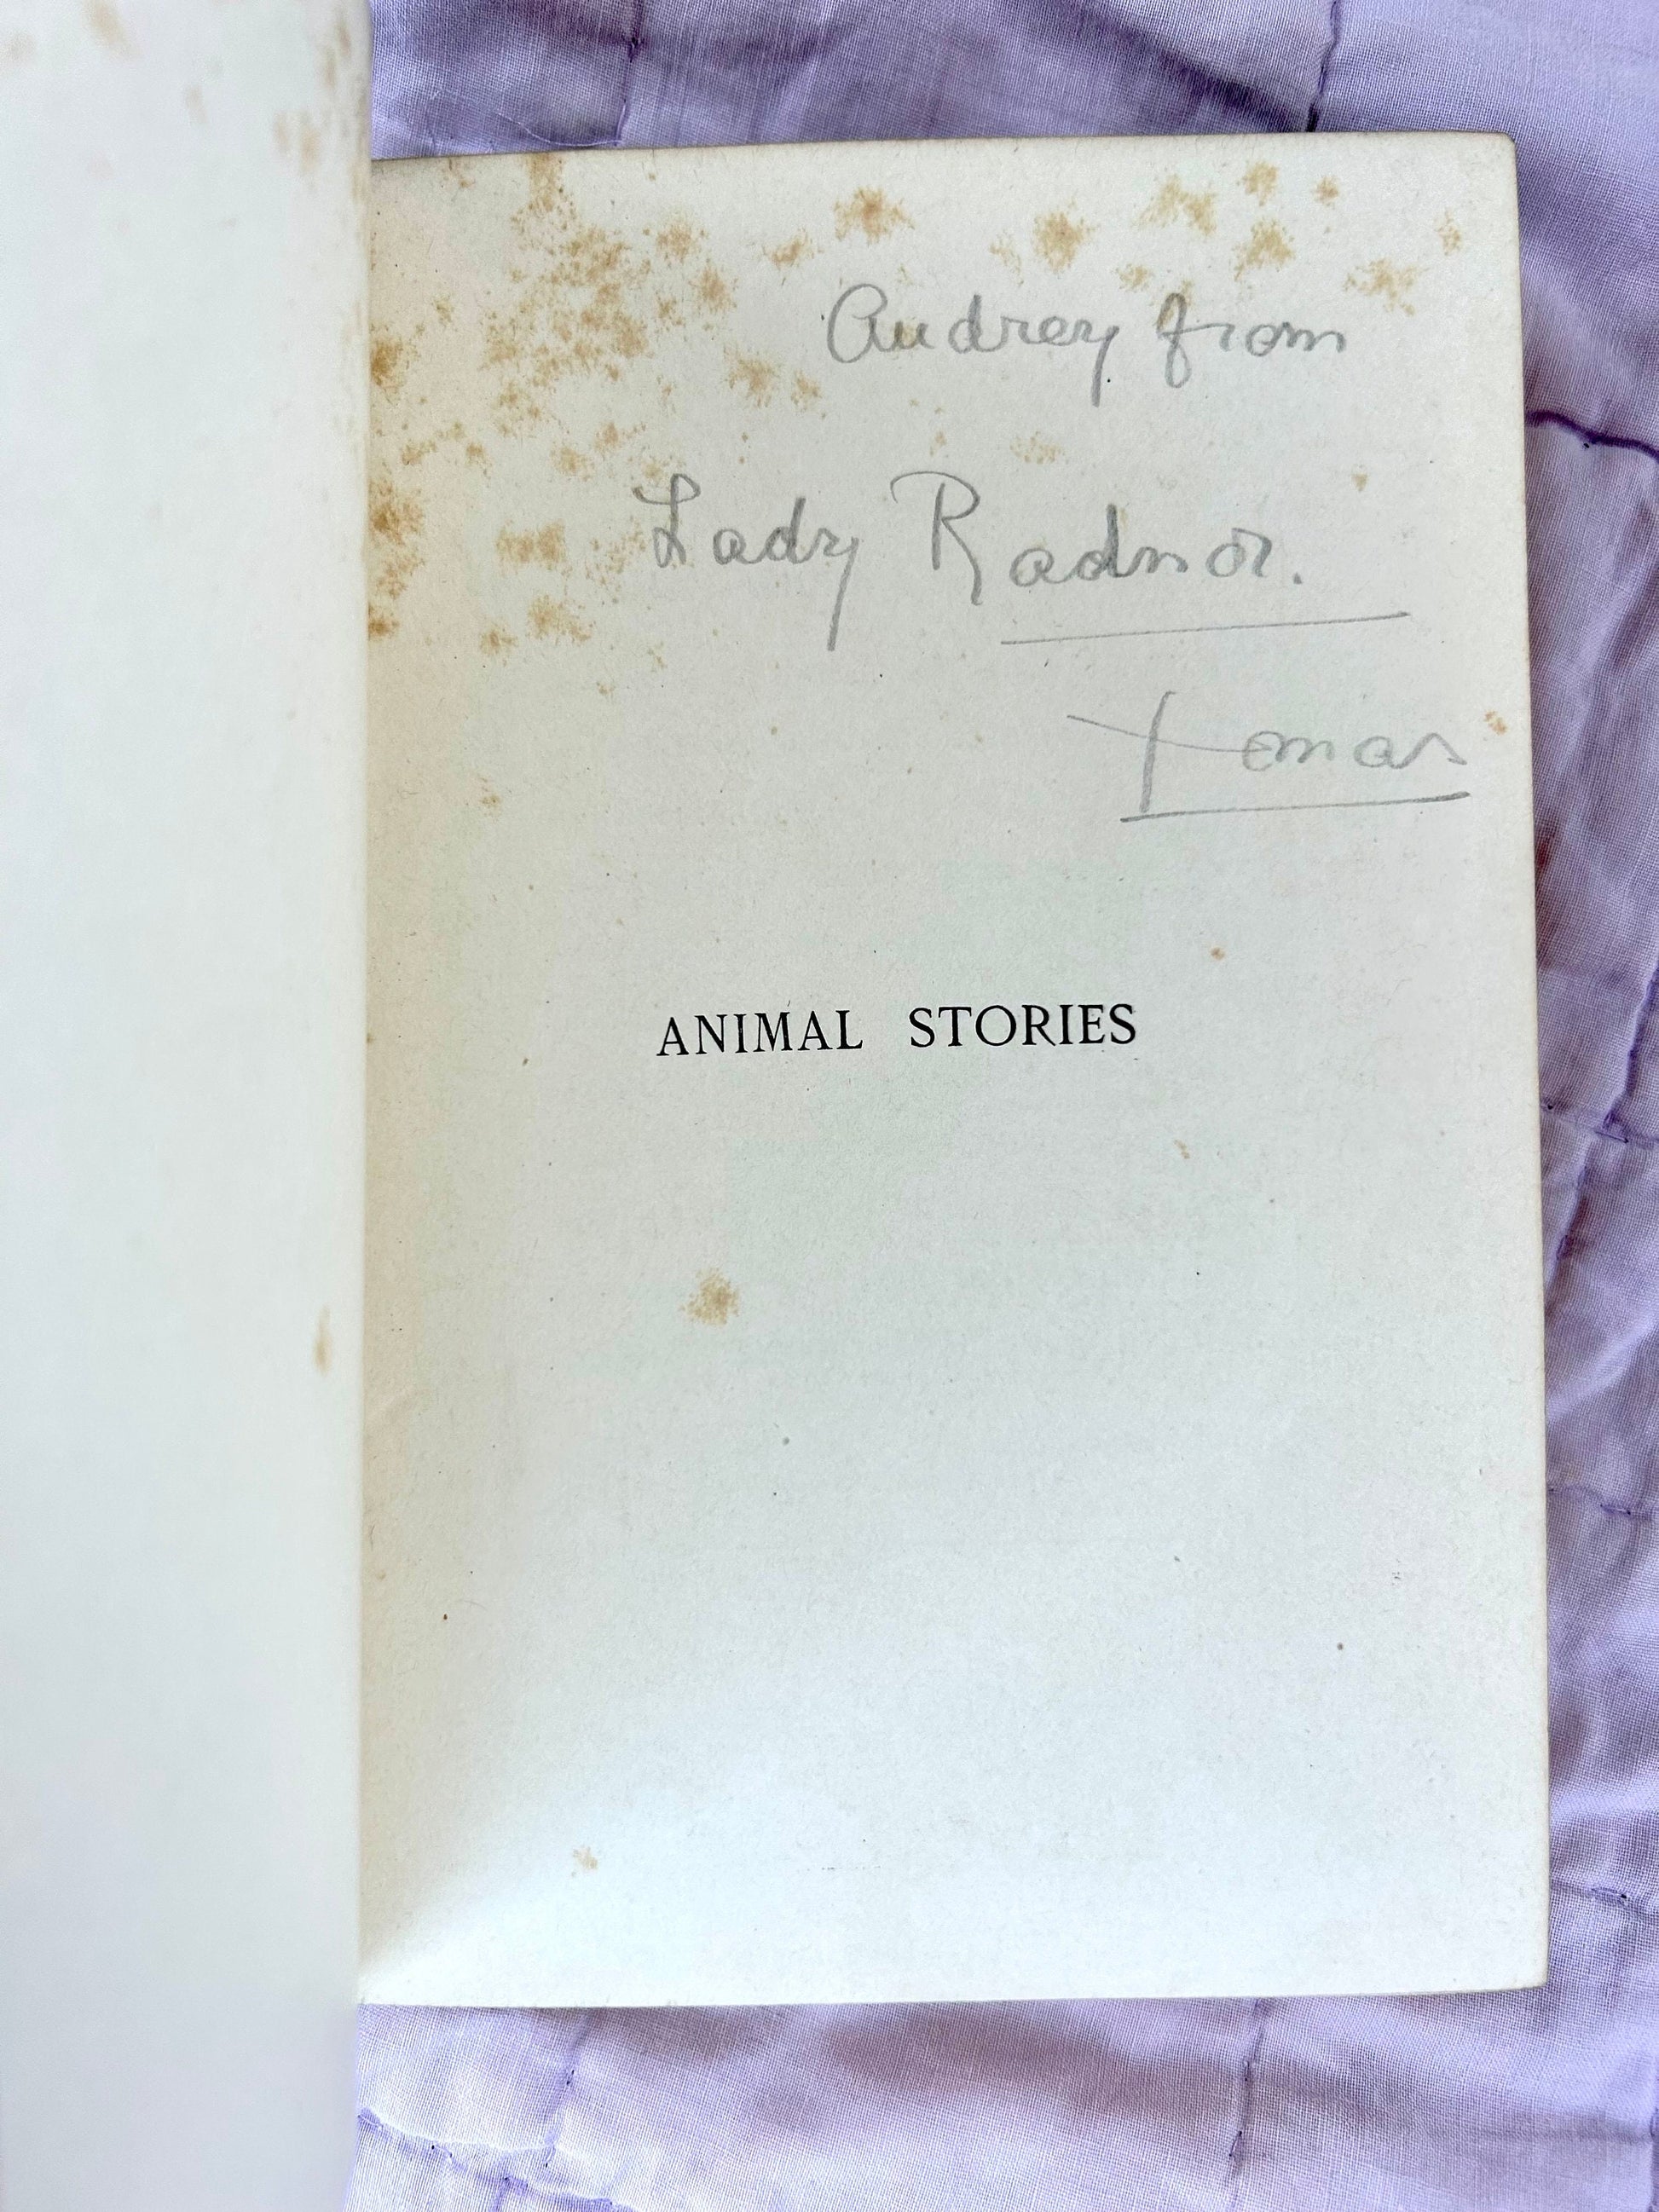 Audrey from
Lady Radnor.
Xmas
ANIMAL STORIES